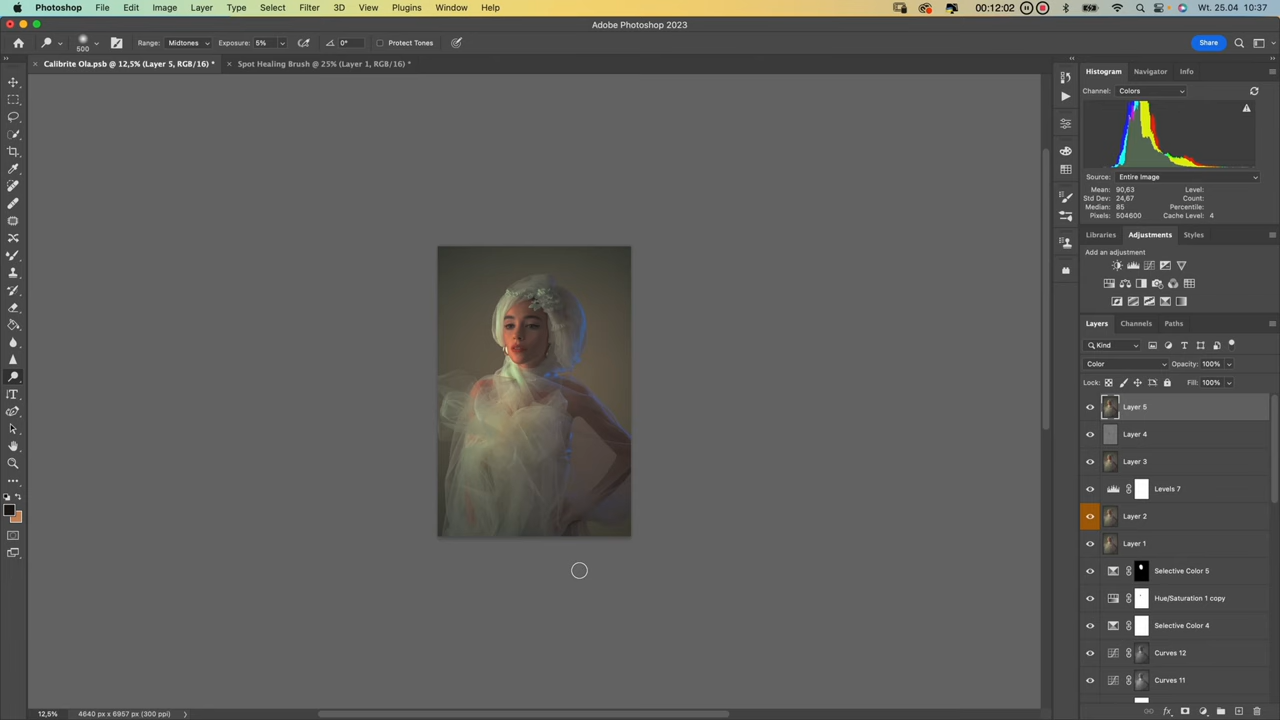 Photoshop File Edit Image Layer Type Select Filter 3D View Plugins Window Help 00:12:02 Wt. 25.04 10:37
Adobe Photoshop 2023
500 Range: Midtones Exposure: 5% 0° Protect Tones Share
Calibrite Ola.psb @ 12,5% (Layer 5, RGB/16) * Spot Healing Brush @ 25% (Layer 1, RGB/16) *
Histogram Navigator Info
Channel: Colors
Source: Entire Image
Mean: 90,63 Level:
Std Dev: 24,67 Count:
Median: 85 Percentile:
Pixels: 504600 Cache Level: 4
Libraries Adjustments Styles
Add an adjustment
Layers Channels Paths
Kind
Color Opacity: 100%
Lock: Fill: 100%
Layer 5
Layer 4
Layer 3
Levels 7
Layer 2
Layer 1
Selective Color 5
Hue/Saturation 1 copy
Selective Color 4
Curves 12
Curves 11
12,5% 4640 px x 6957 px (300 ppi)